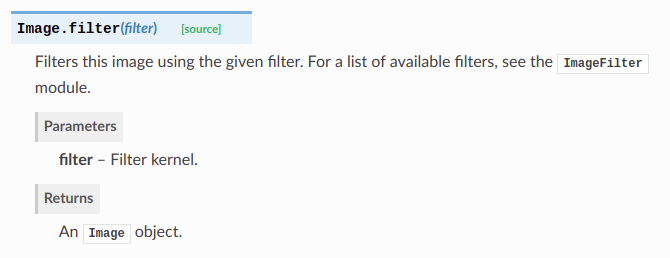 Image.filter(filter) [source]
Filters this image using the given filter. For a list of available filters, see the ImageFilter
module.
Parameters
filter – Filter kernel.
Returns
An Image object.